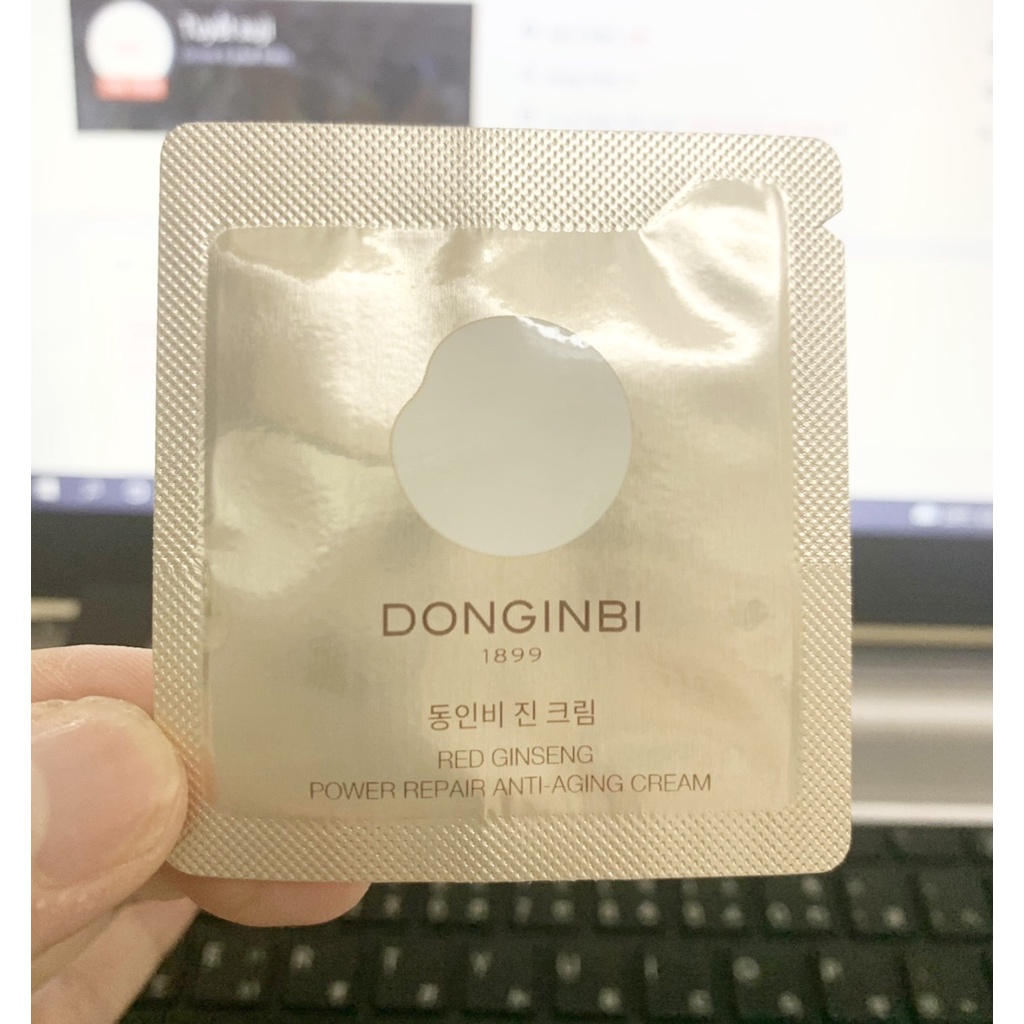 DONGINBI
1899
동인비 진 크림
RED GINSENG
POWER REPAIR ANTI-AGING CREAM